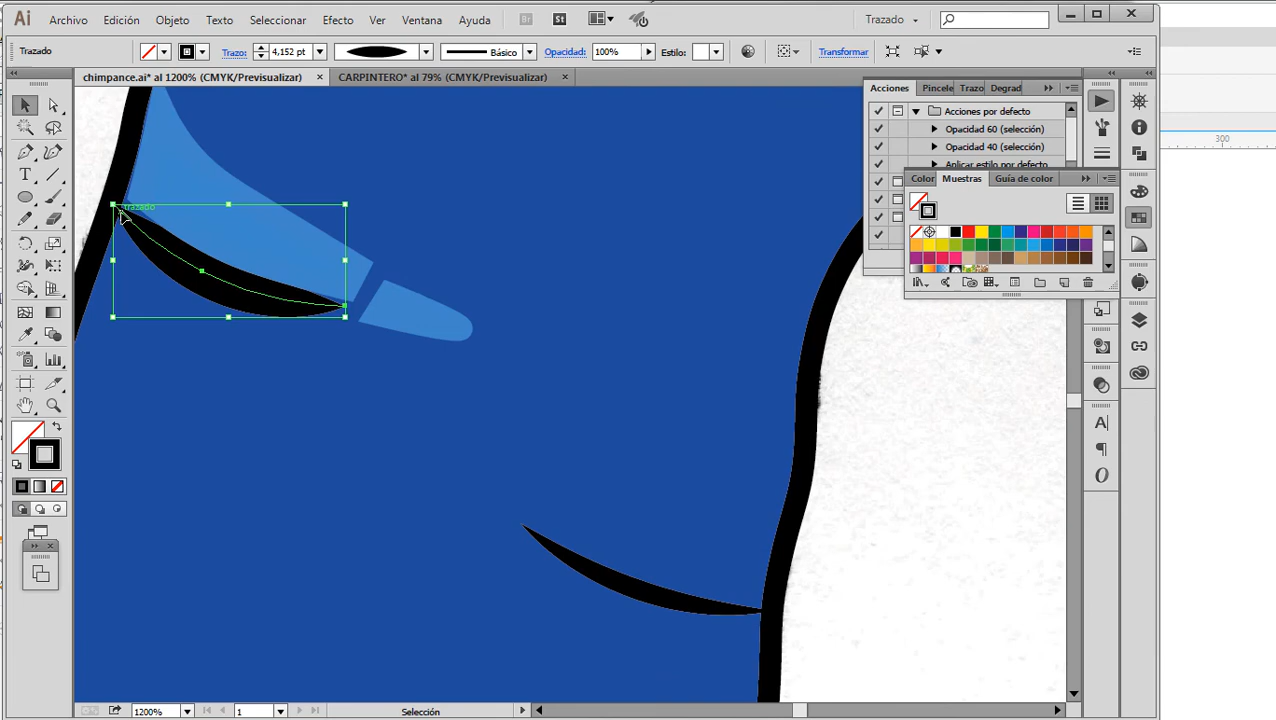 Ai Archivo Edición Objeto Texto Seleccionar Efecto Ver Ventana Ayuda Br St Trazado
Trazado Trazo: 4,152 pt Básico Opacidad: 100% Estilo: Transformar
chimpance.ai* al 1200% (CMYK/Previsualizar) × CARPINTERO* al 79% (CMYK/Previsualizar) ×
Acciones Pincele Trazo Degrad
Acciones por defecto
Opacidad 60 (selección)
Opacidad 40 (selección)
Aplicar estilo por defecto
Color Muestras Guía de color
300
trazado
1200% 1 Selección